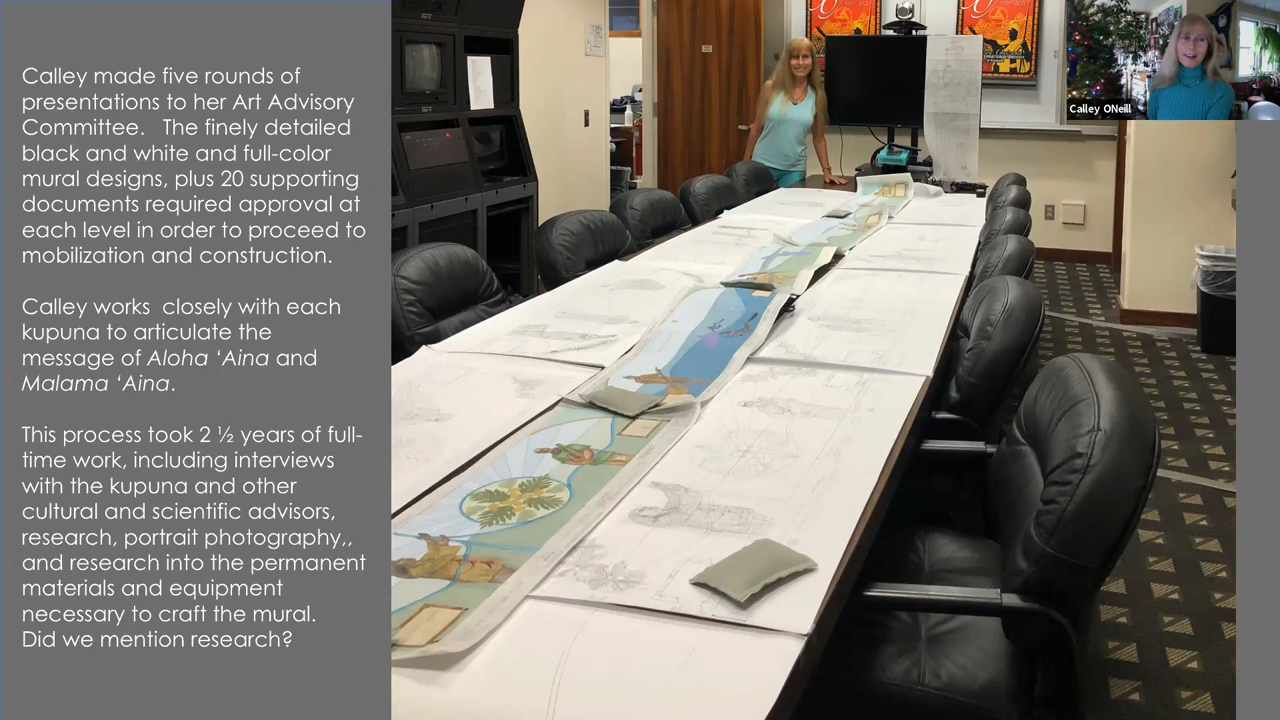 Calley made five rounds of
presentations to her Art Advisory
Committee.   The finely detailed
black and white and full-color
mural designs, plus 20 supporting
documents required approval at
each level in order to proceed to
mobilization and construction.
Calley works  closely with each
kupuna to articulate the
message of Aloha ‘Aina and
Malama ‘Aina.
This process took 2 ½ years of full-
time work, including interviews
with the kupuna and other
cultural and scientific advisors,
research, portrait photography,,
and research into the permanent
materials and equipment
necessary to craft the mural.
Did we mention research?
Calley ONeill